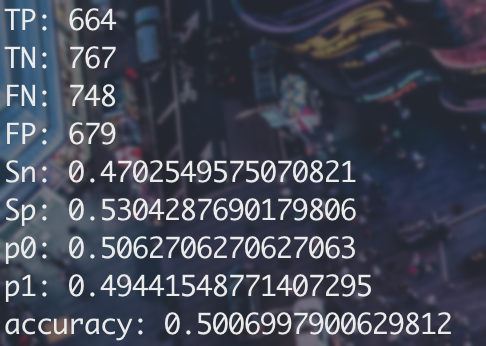 TP: 664
TN: 767
FN: 748
FP: 679
Sn: 0.4702549575070821
Sp: 0.5304287690179806
p0: 0.5062706270627063
p1: 0.49441548771407295
accuracy: 0.5006997900629812